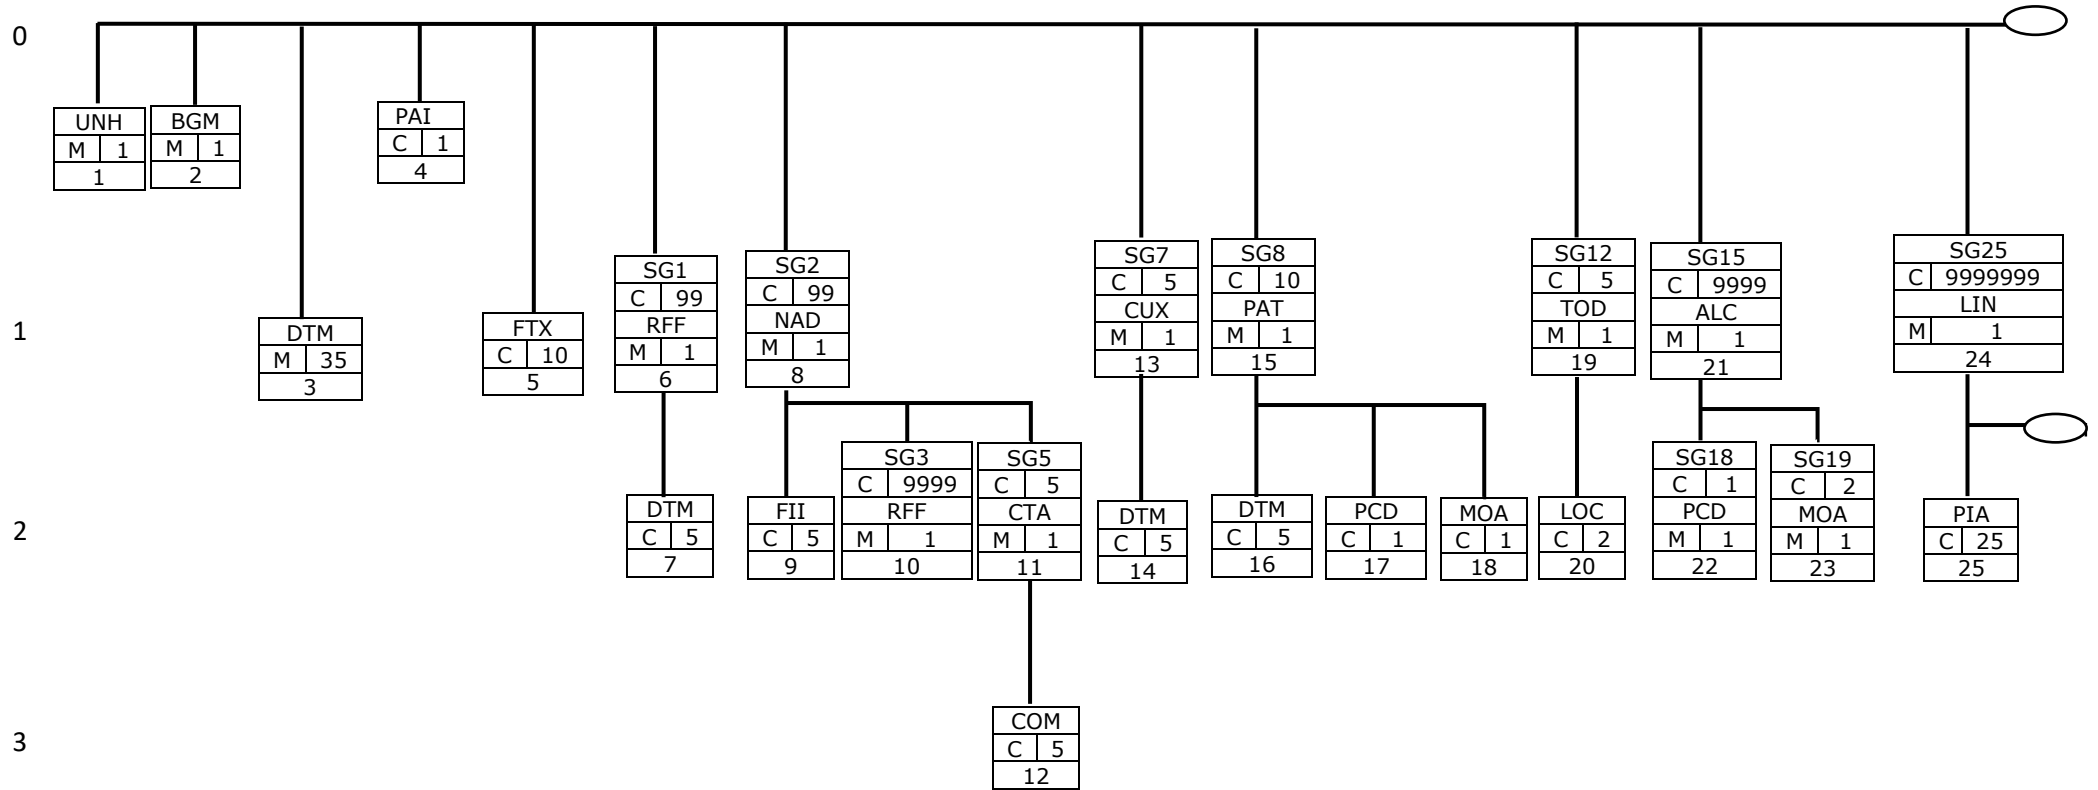 0
UNH
M 1
1
BGM
M 1
2
PAI
C 1
4
1
DTM
M 35
3
FTX
C 10
5
SG1
C 99
RFF
M 1
6
SG2
C 99
NAD
M 1
8
SG7
C 5
CUX
M 1
13
SG8
C 10
PAT
M 1
15
SG12
C 5
TOD
M 1
19
SG15
C 9999
ALC
M 1
21
SG25
C 9999999
LIN
M 1
24
2
DTM
C 5
7
FII
C 5
9
SG3
C 9999
RFF
M 1
10
SG5
C 5
CTA
M 1
11
DTM
C 5
14
DTM
C 5
16
PCD
C 1
17
MOA
C 1
18
LOC
C 2
20
SG18
C 1
PCD
M 1
22
SG19
C 2
MOA
M 1
23
PIA
C 25
25
3
COM
C 5
12